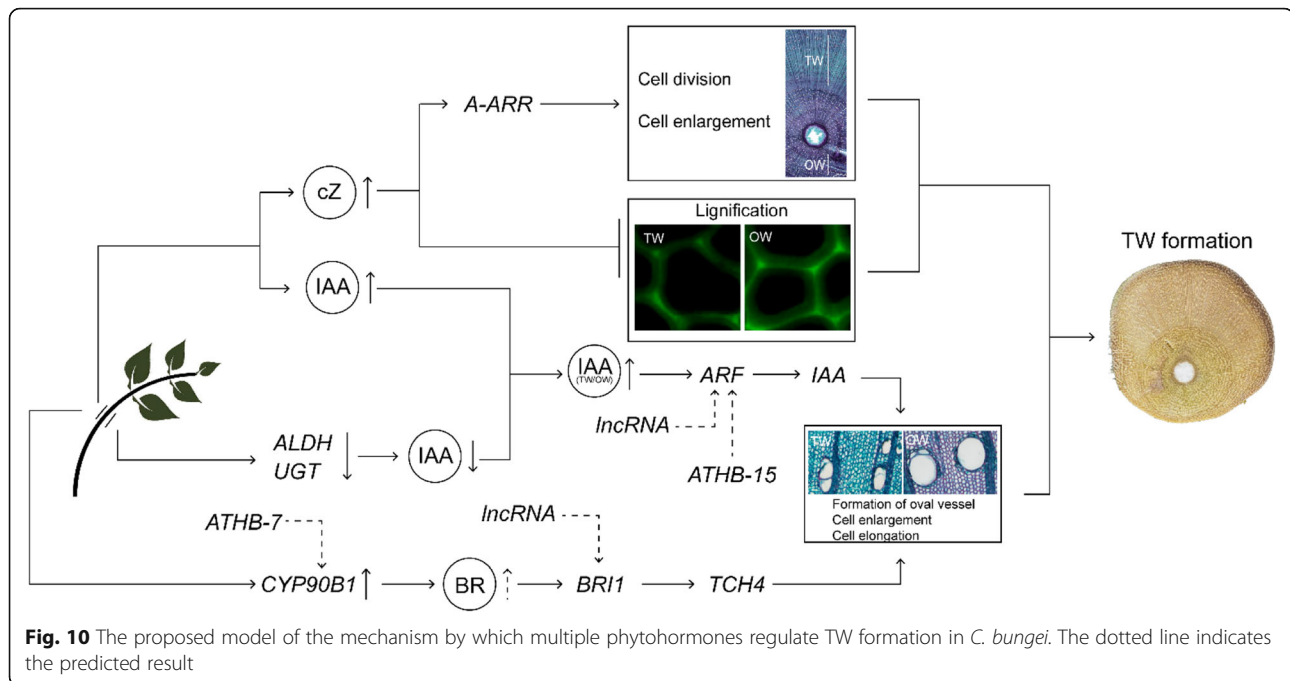 A-ARR
Cell division
Cell enlargement
TW
OW
cZ
Lignification
TW
OW
TW formation
IAA
IAA
(TW/OW)
ARF
IAA
lncRNA
ALDH
UGT
IAA
ATHB-15
TW
OW
Formation of oval vessel
Cell enlargement
Cell elongation
ATHB-7
lncRNA
CYP90B1
BR
BRI1
TCH4
Fig. 10 The proposed model of the mechanism by which multiple phytohormones regulate TW formation in C. bungei. The dotted line indicates
the predicted result